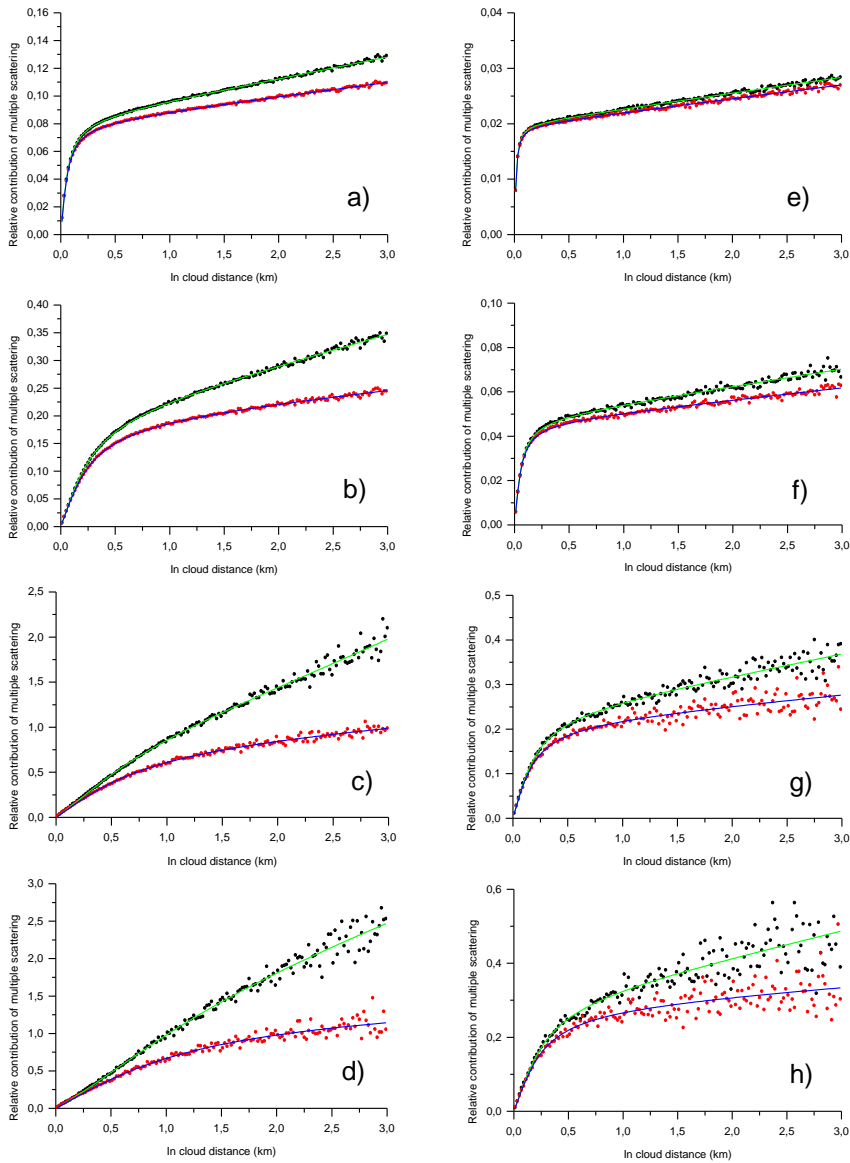 Relative contribution of multiple scattering
0,16
0,14
0,12
0,10
0,08
0,06
0,04
0,02
0,00
0,0 0,5 1,0 1,5 2,0 2,5 3,0
In cloud distance (km)
a)
Relative contribution of multiple scattering
0,04
0,03
0,02
0,01
0,00
0,0 0,5 1,0 1,5 2,0 2,5 3,0
In cloud distance (km)
e)
Relative contribution of multiple scattering
0,40
0,35
0,30
0,25
0,20
0,15
0,10
0,05
0,00
0,0 0,5 1,0 1,5 2,0 2,5 3,0
In cloud distance (km)
b)
Relative contribution of multiple scattering
0,10
0,08
0,06
0,04
0,02
0,00
0,0 0,5 1,0 1,5 2,0 2,5 3,0
In cloud distance (km)
f)
Relative contribution of multiple scattering
2,5
2,0
1,5
1,0
0,5
0,0
0,0 0,5 1,0 1,5 2,0 2,5 3,0
In cloud distance (km)
c)
Relative contribution of multiple scattering
0,5
0,4
0,3
0,2
0,1
0,0
0,0 0,5 1,0 1,5 2,0 2,5 3,0
In cloud distance (km)
g)
Relative contribution of multiple scattering
3,0
2,5
2,0
1,5
1,0
0,5
0,0
0,0 0,5 1,0 1,5 2,0 2,5 3,0
In cloud distance (km)
d)
Relative contribution of multiple scattering
0,6
0,4
0,2
0,0
0,0 0,5 1,0 1,5 2,0 2,5 3,0
In cloud distance (km)
h)